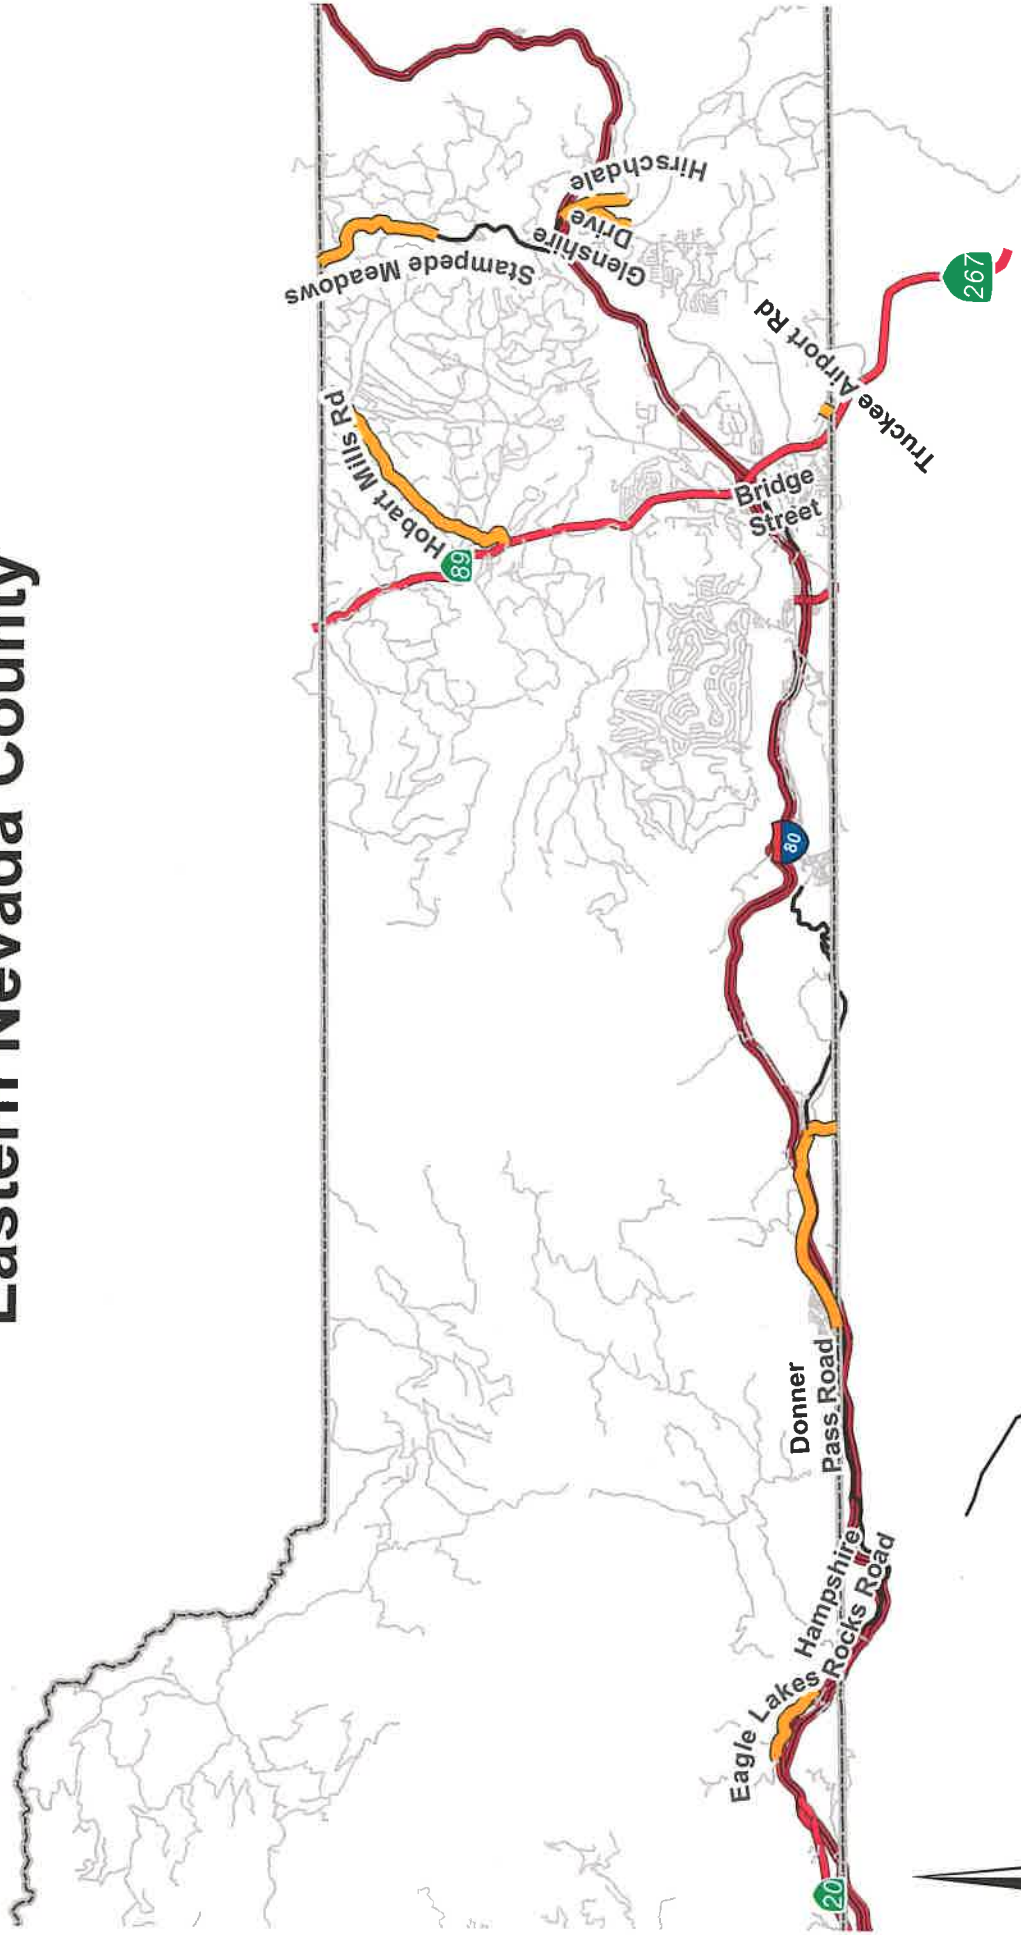 Eastern Nevada County
Stampede Meadows
Hobart Mills Rd
89
Glenshire
Drive
Hirschdale
Truckee Airport Rd
267
Bridge
Street
80
Donner
Pass Road
Hampshire
Rocks Road
Eagle Lakes
20